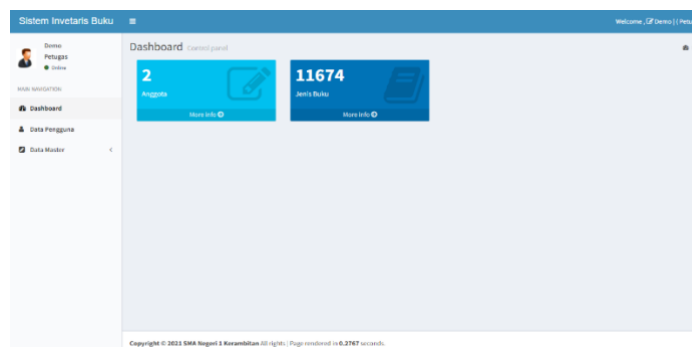 Sistem Invetaris Buku
Welcome , Demo | ( Petu
Demo
Petugas
Online
MAIN NAVIGATION
Dashboard
Data Pengguna
Data Master
Dashboard Control panel
2
Anggota
More info
11674
Jenis Buku
More info
Copyright © 2023 SMA Negeri 1 Kerambitan All rights | Page rendered in 0.2767 seconds.